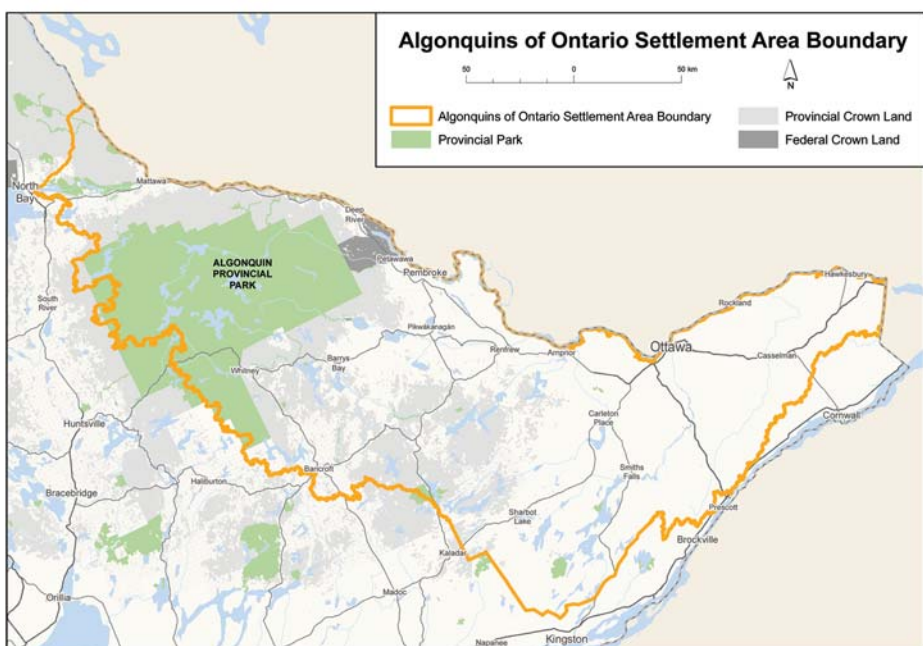 Algonquins of Ontario Settlement Area Boundary
50 0 50 km
N
Algonquins of Ontario Settlement Area Boundary
Provincial Crown Land
Provincial Park
Federal Crown Land
North
Bay
Mattawa
Deep
River
Petawawa
Pembroke
ALGONQUIN
PROVINCIAL
PARK
South
River
Hawkesbury
Rockland
Pikwàkanagàn
Renfrew
Arnprior
Ottawa
Casselman
Barrys
Bay
Whitney
Huntsville
Carleton
Place
Cornwall
Bancroft
Haliburton
Smiths
Falls
Bracebridge
Sharbot
Lake
Prescott
Brockville
Kaladar
Madoc
Orillia
Napanee
Kingston